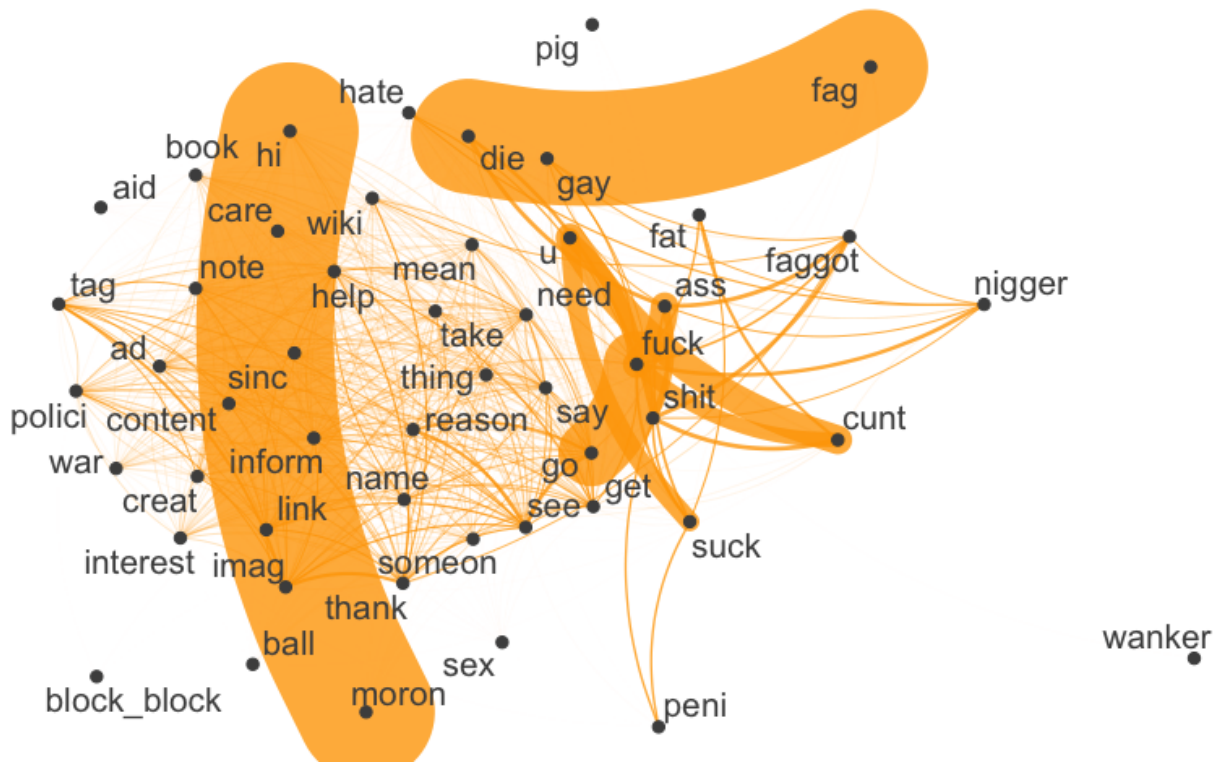 pig
hate
fag
book
hi
die
gay
aid
care
wiki
u
fat
faggot
note
mean
need
ass
nigger
tag
help
take
fuck
ad
sinc
thing
say
shit
cunt
polici
content
reason
war
inform
name
go
get
creat
link
see
suck
interest
imag
someon
thank
ball
sex
wanker
block_block
moron
peni